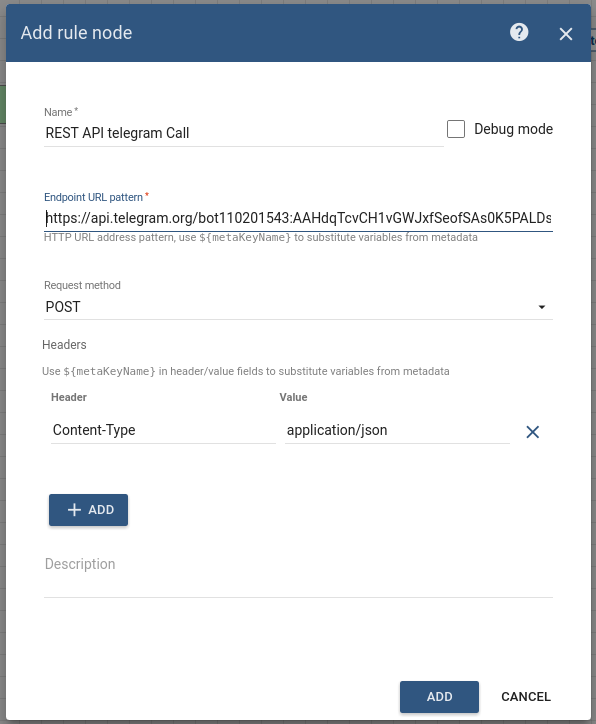 Add rule node
?
Name *
REST API telegram Call
Debug mode
Endpoint URL pattern *
https://api.telegram.org/bot110201543:AAHdqTcvCH1vGWJxfSeofSAs0K5PALDs
HTTP URL address pattern, use ${metaKeyName} to substitute variables from metadata
Request method
POST
Headers
Use ${metaKeyName} in header/value fields to substitute variables from metadata
Header Value
Content-Type application/json
+ ADD
Description
ADD CANCEL